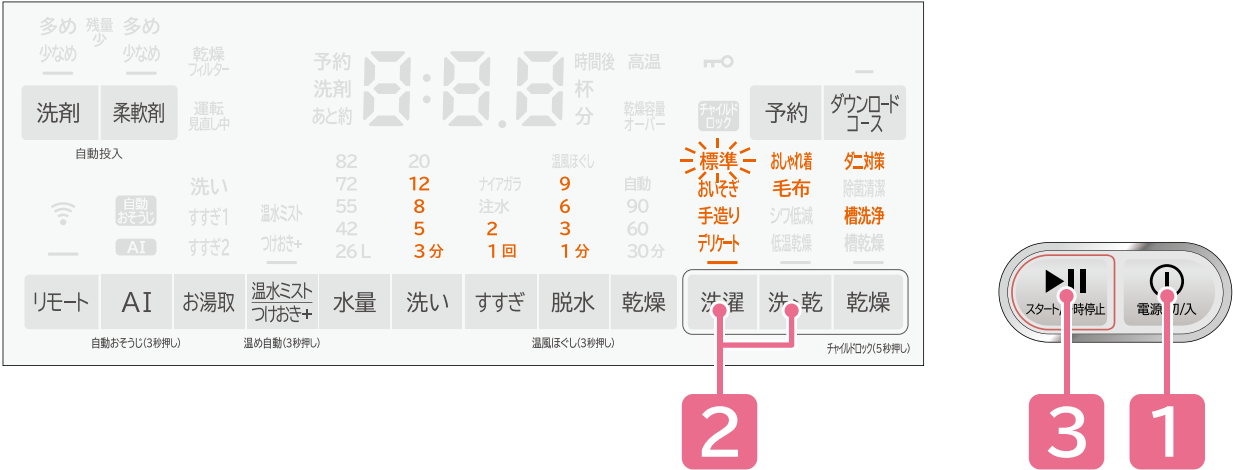 多め 残量 多め
少なめ 少 少なめ
乾燥
フィルター
予約
洗剤
あと約
8:8.8
時間後 高温
杯
分
運転
見直し中
乾燥容量
オーバー
チャイルド
ロック
洗剤 柔軟剤
自動投入
予約 ダウンロード
コース
82 20 温風ほぐし 標準 おしゃれ着 ダニ対策
洗い 72 12 ナイアガラ 9 自動 おいそぎ 毛布 除菌清潔
自動
おそうじ
すすぎ1 温水ミスト 55 8 注水 6 90 手造り シワ低減 槽洗浄
42 5 2 3 60
AI すすぎ2 つけおき+ 26L 3分 1回 1分 30分 デリケート 低温乾燥 槽乾燥
リモート AI お湯取 温水ミスト
つけおき+ 水量 洗い すすぎ 脱水 乾燥 洗濯 洗 乾 乾燥
自動おそうじ(3秒押し) 温め自動(3秒押し) 温風ほぐし(3秒押し) チャイルドロック(5秒押し)
スタート/ 時停止
電源 切/入
2
3
1